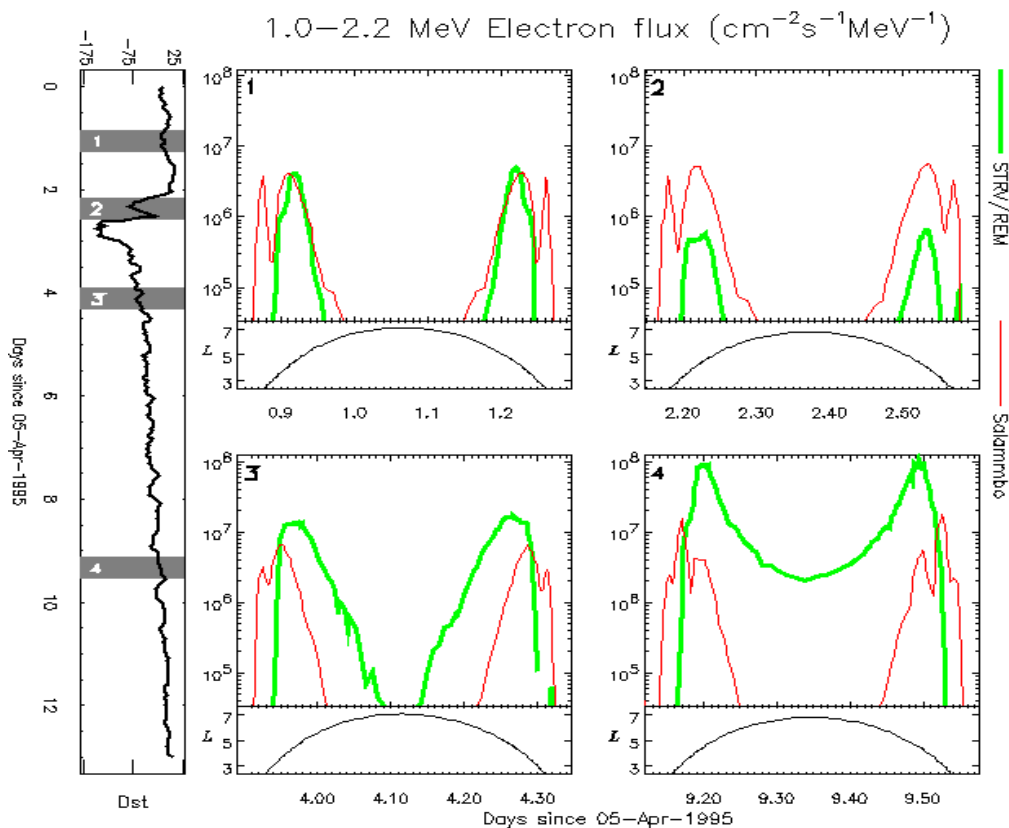 1.0−2.2 MeV Electron flux (cm⁻²s⁻¹MeV⁻¹)
-175 -75 25
0
2
4
6
8
10
12
1
2
3
4
Days since 05-Apr-1995
Dst
1
10⁸
10⁷
10⁶
10⁵
L
7
5
3
0.9 1.0 1.1 1.2
2
10⁸
10⁷
10⁶
10⁵
L
7
5
3
2.20 2.30 2.40 2.50
3
10⁸
10⁷
10⁶
10⁵
L
7
5
3
4.00 4.10 4.20 4.30
4
10⁸
10⁷
10⁶
10⁵
L
7
5
3
9.20 9.30 9.40 9.50
Days since 05-Apr-1995
STRV/REM
Salammbo